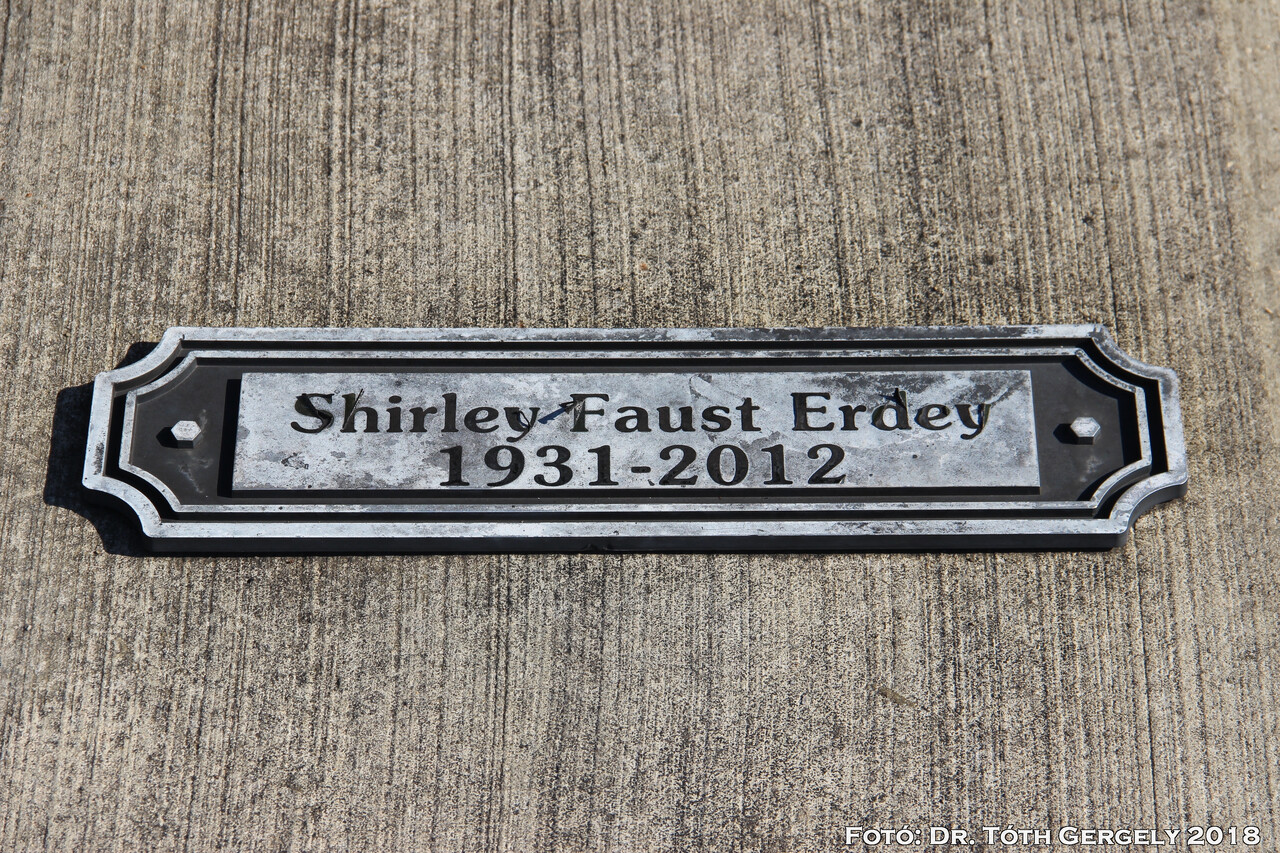 Shirley Faust Erdey
1931-2012
Fotó: Dr. Tóth Gergely 2018